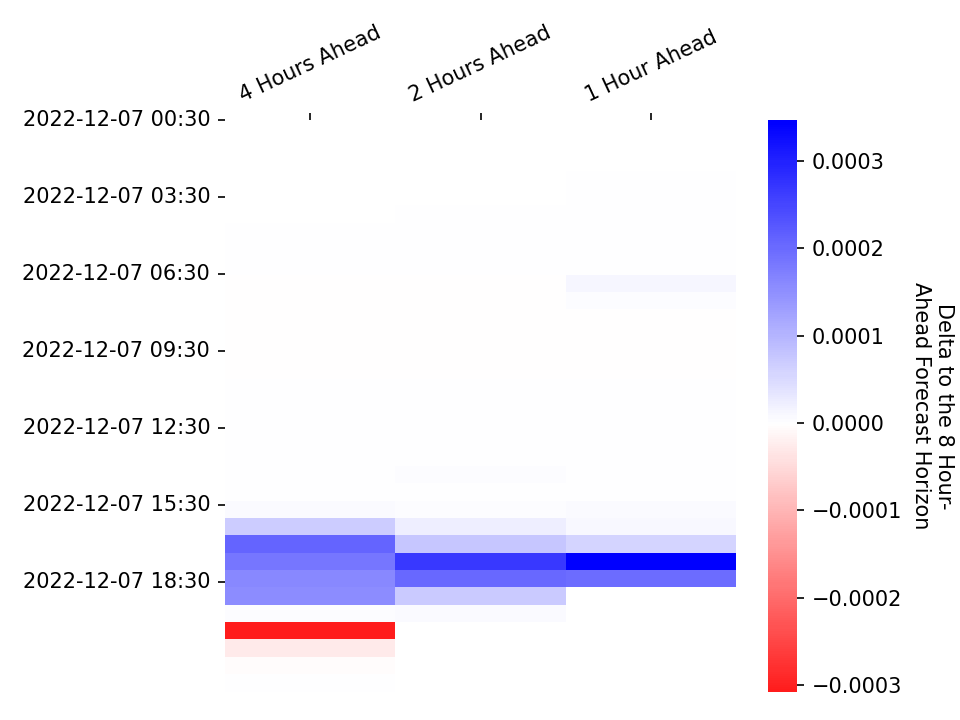 4 Hours Ahead
2 Hours Ahead
1 Hour Ahead
2022-12-07 00:30
2022-12-07 03:30
2022-12-07 06:30
2022-12-07 09:30
2022-12-07 12:30
2022-12-07 15:30
2022-12-07 18:30
0.0003
0.0002
0.0001
0.0000
−0.0001
−0.0002
−0.0003
Delta to the 8 Hour-
Ahead Forecast Horizon